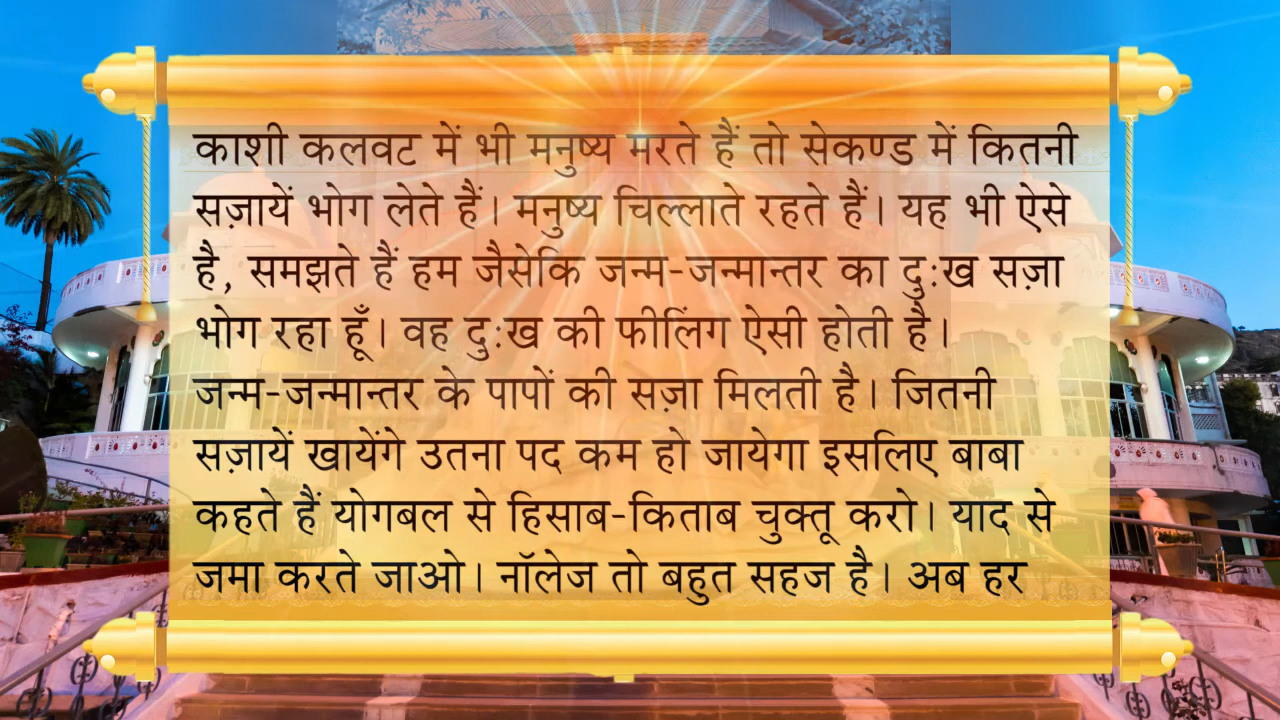 काशी कलवट में भी मनुष्य मरते हैं तो सेकण्ड में कितनी
सज़ायें भोग लेते हैं। मनुष्य चिल्लाते रहते हैं। यह भी ऐसे
है, समझते हैं हम जैसेकि जन्म-जन्मान्तर का दु:ख सज़ा
भोग रहा हूँ। वह दु:ख की फीलिंग ऐसी होती है।
जन्म-जन्मान्तर के पापों की सज़ा मिलती है। जितनी
सज़ायें खायेंगे उतना पद कम हो जायेगा इसलिए बाबा
कहते हैं योगबल से हिसाब-किताब चुक्तू करो। याद से
जमा करते जाओ। नॉलेज तो बहुत सहज है। अब हर